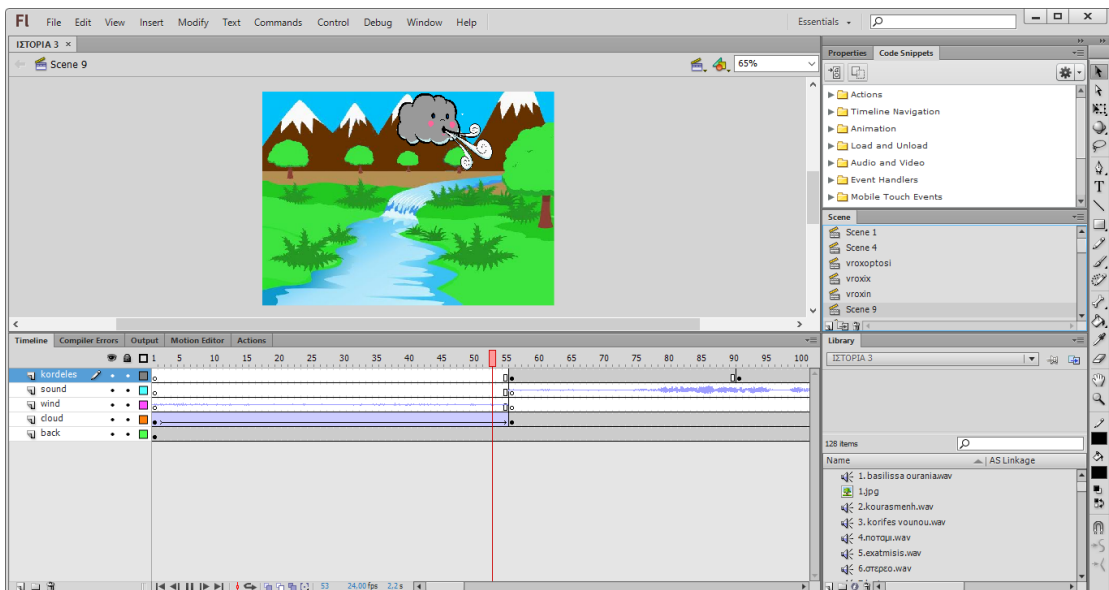 Fl File Edit View Insert Modify Text Commands Control Debug Window Help Essentials
ΙΣΤΟΡΙΑ 3 ×
Scene 9 65%
Properties Code Snippets
Actions
Timeline Navigation
Animation
Load and Unload
Audio and Video
Event Handlers
Mobile Touch Events
Scene
Scene 1
Scene 4
vroxoptosi
vroxix
vroxin
Scene 9
Timeline Compiler Errors Output Motion Editor Actions
1 5 10 15 20 25 30 35 40 45 50 55 60 65 70 75 80 85 90 95 100
kordeles
sound
wind
cloud
back
53 24.00 fps 2,2 s
Library
ΙΣΤΟΡΙΑ 3
128 items
Name AS Linkage
1. basilissa ourania.wav
1.jpg
2.kourasmenh.wav
3. korifes vounou.wav
4.ποταμι.wav
5.exatmisis.wav
6.στερεο.wav